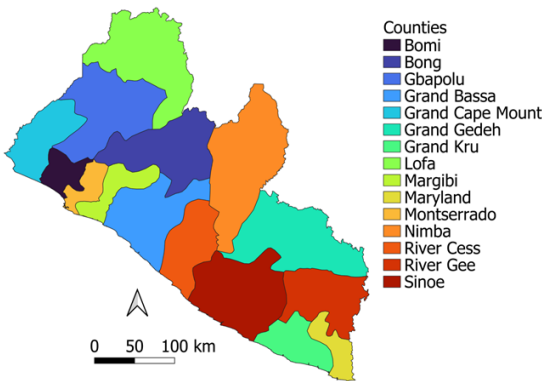 Counties
Bomi
Bong
Gbapolu
Grand Bassa
Grand Cape Mount
Grand Gedeh
Grand Kru
Lofa
Margibi
Maryland
Montserrado
Nimba
River Cess
River Gee
Sinoe
0 50 100 km